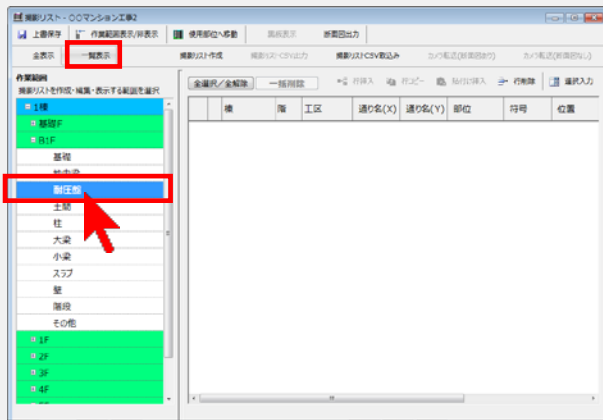 撮影リスト - ○○マンション工事2
上書保存 作業範囲表示/非表示 使用部位へ移動 黒板表示 断面図出力
全表示 一覧表示 撮影リスト作成 撮影リストCSV出力 撮影リストCSV取込み カメラ転送(断面図あり) カメラ転送(断面図なし)
作業範囲
撮影リストを作成・編集・表示する範囲を選択
全選択/全解除 一括削除 行挿入 行コピー 貼付け挿入 行削除 選択入力
棟 階 工区 通り名(X) 通り名(Y) 部位 符号 位置
1棟
基礎F
B1F
基礎
耐圧盤
土間
柱
大梁
小梁
スラブ
壁
階段
その他
1F
2F
3F
4F